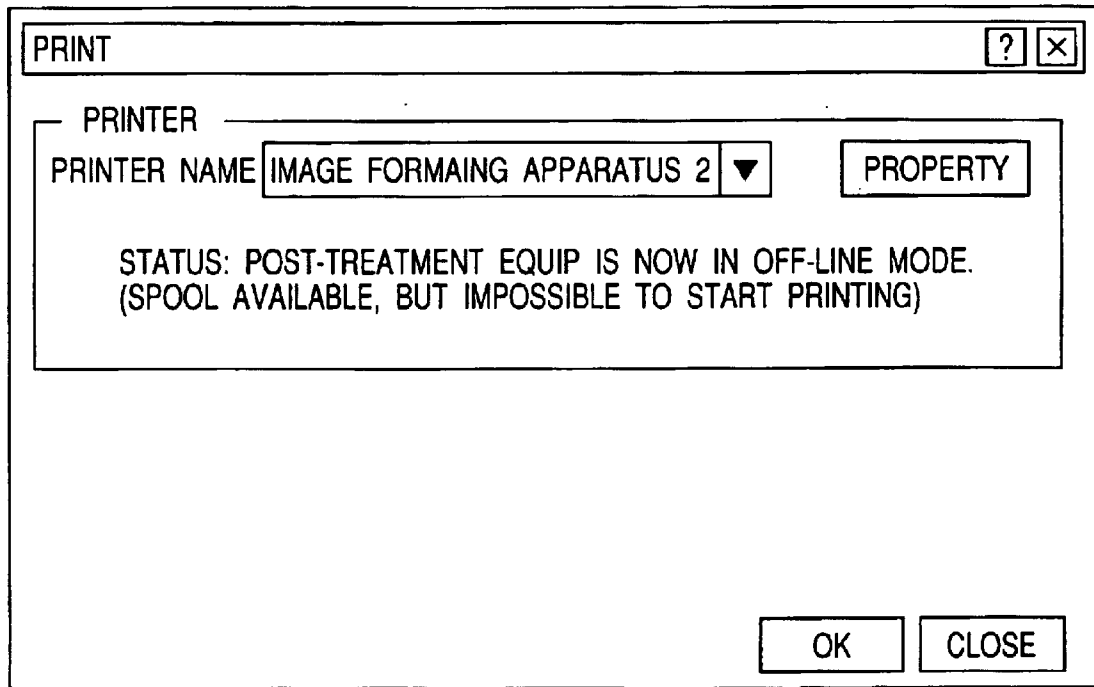 PRINT ? ×
PRINTER
PRINTER NAME IMAGE FORMAING APPARATUS 2 ▼ PROPERTY
STATUS: POST-TREATMENT EQUIP IS NOW IN OFF-LINE MODE.
(SPOOL AVAILABLE, BUT IMPOSSIBLE TO START PRINTING)
OK CLOSE